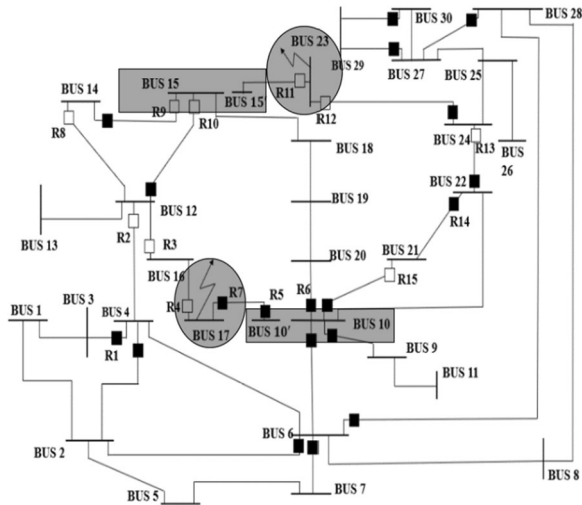 BUS 30
BUS 28
BUS 23
BUS 29
BUS 27
BUS 25
BUS 14
BUS 15
BUS 15'
R11
R12
R9
R10
R8
BUS 24
R13
BUS 18
BUS
26
BUS 22
BUS 12
BUS 19
R14
BUS 13
R2
R3
BUS 21
BUS 20
BUS 16
R15
R4
R7
R5
R6
BUS 1
BUS 3
BUS 4
BUS 17
BUS 10'
BUS 10
R1
BUS 9
BUS 11
BUS 6
BUS 2
BUS 8
BUS 5
BUS 7